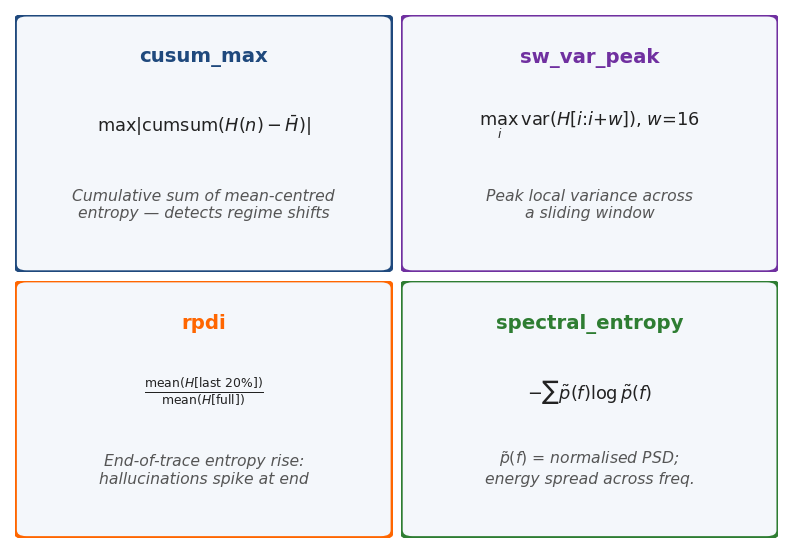 cusum_max
max|cumsum(H(n) − H̄)|
Cumulative sum of mean-centred
entropy — detects regime shifts
sw_var_peak
max var(H[i:i+w]), w=16
i
Peak local variance across
a sliding window
rpdi
mean(H[last 20%])
mean(H[full])
End-of-trace entropy rise:
hallucinations spike at end
spectral_entropy
−∑p̃(f) log p̃(f)
p̃(f) = normalised PSD;
energy spread across freq.